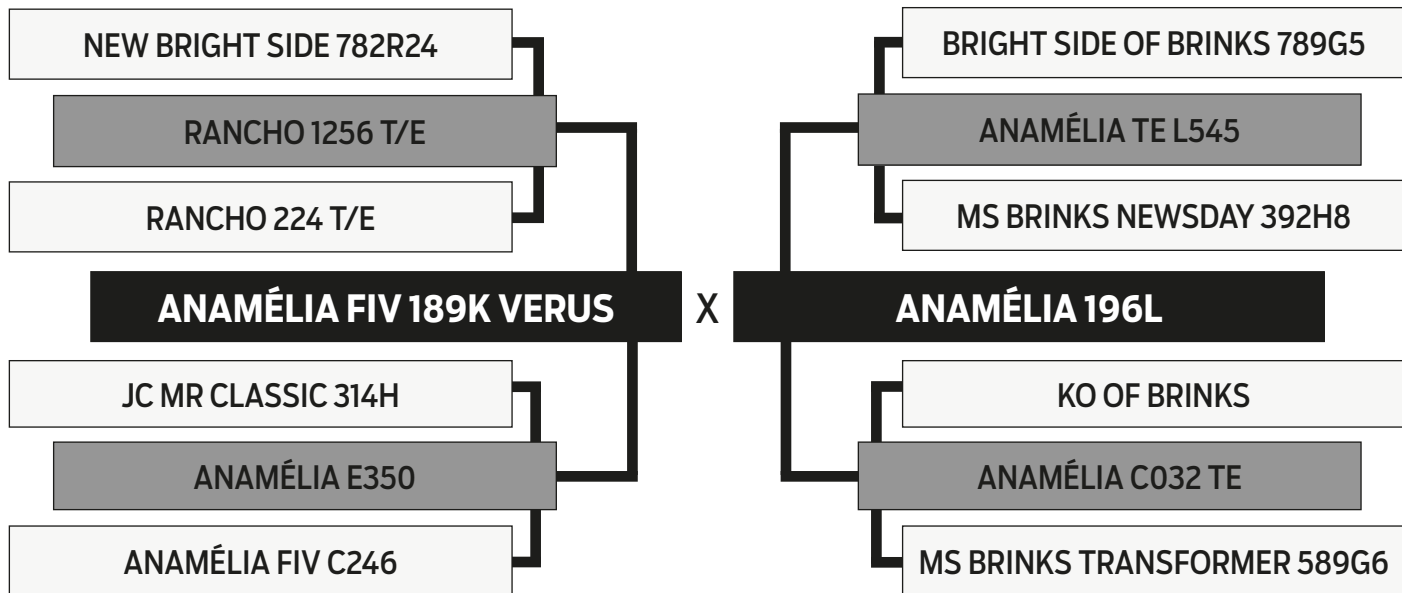 NEW BRIGHT SIDE 782R24
RANCHO 1256 T/E
RANCHO 224 T/E
ANAMÉLIA FIV 189K VERUS
JC MR CLASSIC 314H
ANAMÉLIA E350
ANAMÉLIA FIV C246
X
BRIGHT SIDE OF BRINKS 789G5
ANAMÉLIA TE L545
MS BRINKS NEWSDAY 392H8
ANAMÉLIA 196L
KO OF BRINKS
ANAMÉLIA C032 TE
MS BRINKS TRANSFORMER 589G6